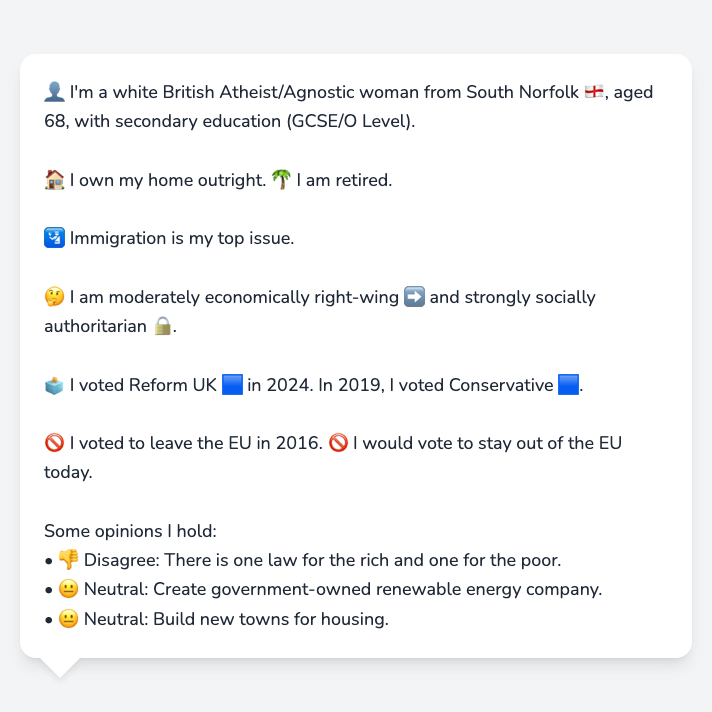 👤 I'm a white British Atheist/Agnostic woman from South Norfolk 🏴󠁧󠁢󠁥󠁮󠁧󠁿, aged
68, with secondary education (GCSE/O Level).
🏠 I own my home outright. 🌴 I am retired.
🛂 Immigration is my top issue.
🤔 I am moderately economically right-wing ➡️ and strongly socially
authoritarian 🔒.
🗳️ I voted Reform UK 🟦 in 2024. In 2019, I voted Conservative 🟦.
🚫 I voted to leave the EU in 2016. 🚫 I would vote to stay out of the EU
today.
Some opinions I hold:
• 👎 Disagree: There is one law for the rich and one for the poor.
• 😐 Neutral: Create government-owned renewable energy company.
• 😐 Neutral: Build new towns for housing.